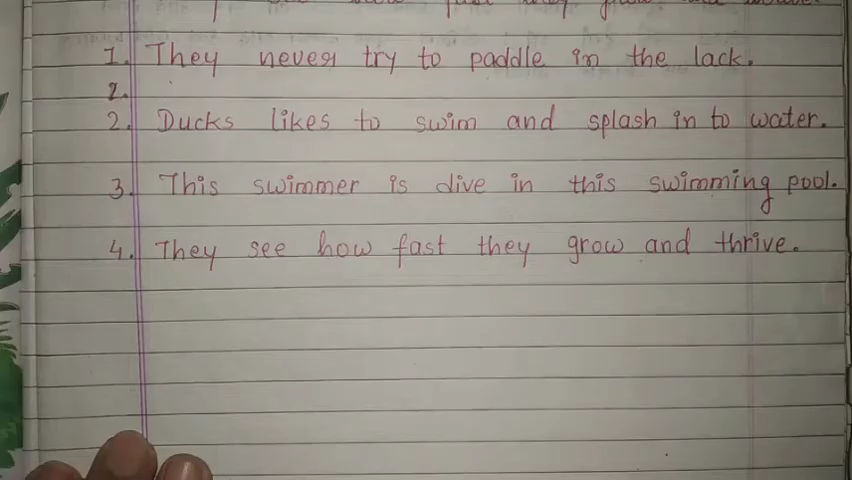 1. They never try to paddle in the lack.
2.
2. Ducks likes to swim and splash in to water.
3. This swimmer is dive in this swimming pool.
4. They see how fast they grow and thrive.